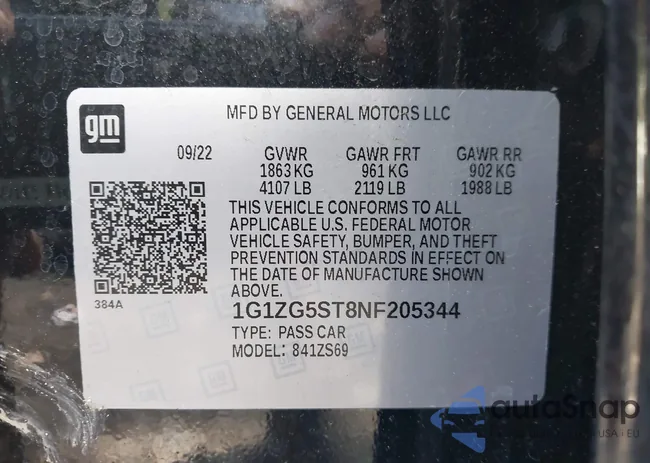 gm
MFD BY GENERAL MOTORS LLC
09/22 GVWR GAWR FRT GAWR RR
1863 KG 961 KG 902 KG
4107 LB 2119 LB 1988 LB
THIS VEHICLE CONFORMS TO ALL
APPLICABLE U.S. FEDERAL MOTOR
VEHICLE SAFETY, BUMPER, AND THEFT
PREVENTION STANDARDS IN EFFECT ON
THE DATE OF MANUFACTURE SHOWN
ABOVE.
384A
1G1ZG5ST8NF205344
TYPE: PASS CAR
MODEL: 841ZS69
autoSnap
USA • EU